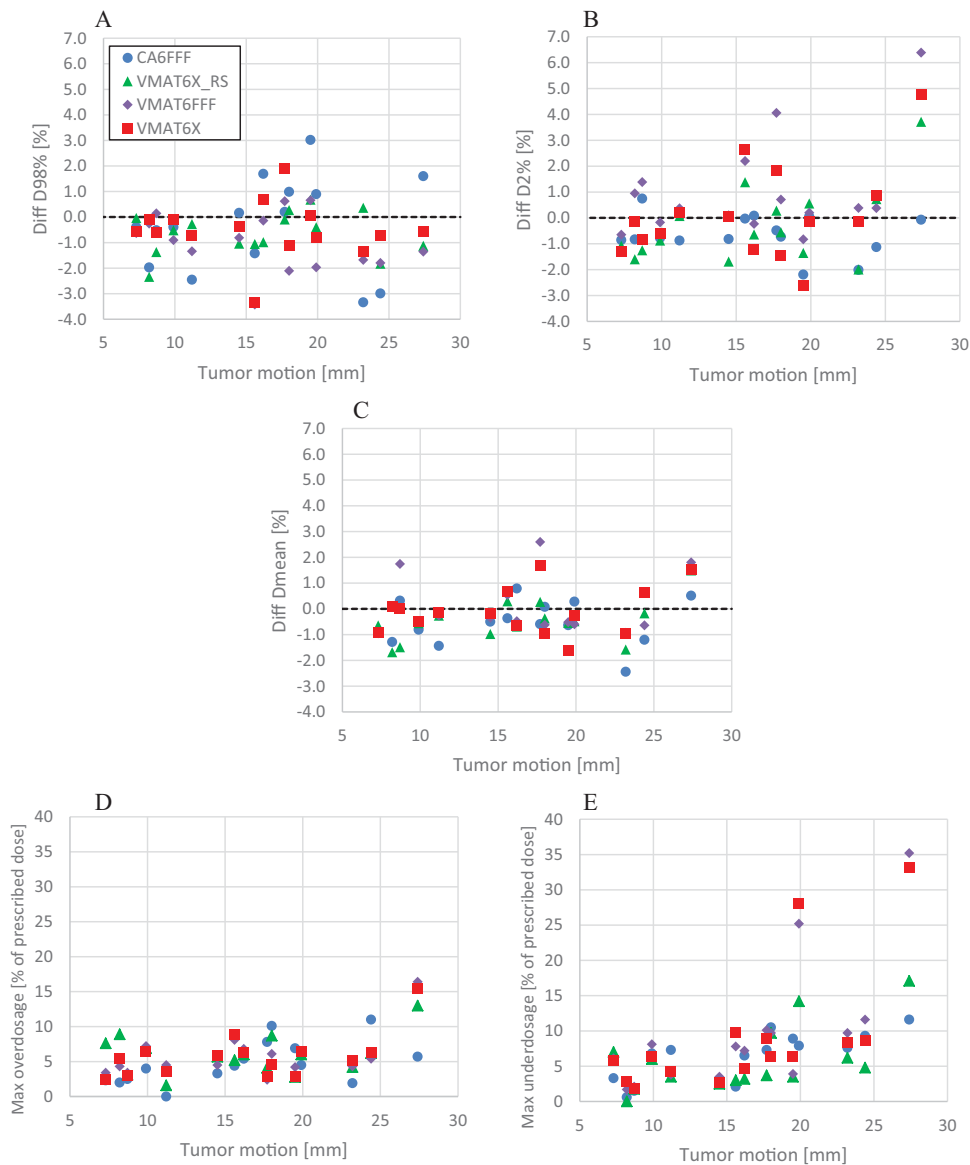 A
Diff D98% [%]
7.0
6.0
5.0
4.0
3.0
2.0
1.0
0.0
-1.0
-2.0
-3.0
-4.0
CA6FFF
VMAT6X_RS
VMAT6FFF
VMAT6X
5 10 15 20 25 30
Tumor motion [mm]
B
Diff D2% [%]
7.0
6.0
5.0
4.0
3.0
2.0
1.0
0.0
-1.0
-2.0
-3.0
-4.0
5 10 15 20 25 30
Tumor motion [mm]
C
Diff Dmean [%]
7.0
6.0
5.0
4.0
3.0
2.0
1.0
0.0
-1.0
-2.0
-3.0
-4.0
5 10 15 20 25 30
Tumor motion [mm]
D
Max overdosage [% of prescribed dose]
40
35
30
25
20
15
10
5
0
5 10 15 20 25 30
Tumor motion [mm]
E
Max underdosage [% of prescribed dose]
40
35
30
25
20
15
10
5
0
5 10 15 20 25 30
Tumor motion [mm]